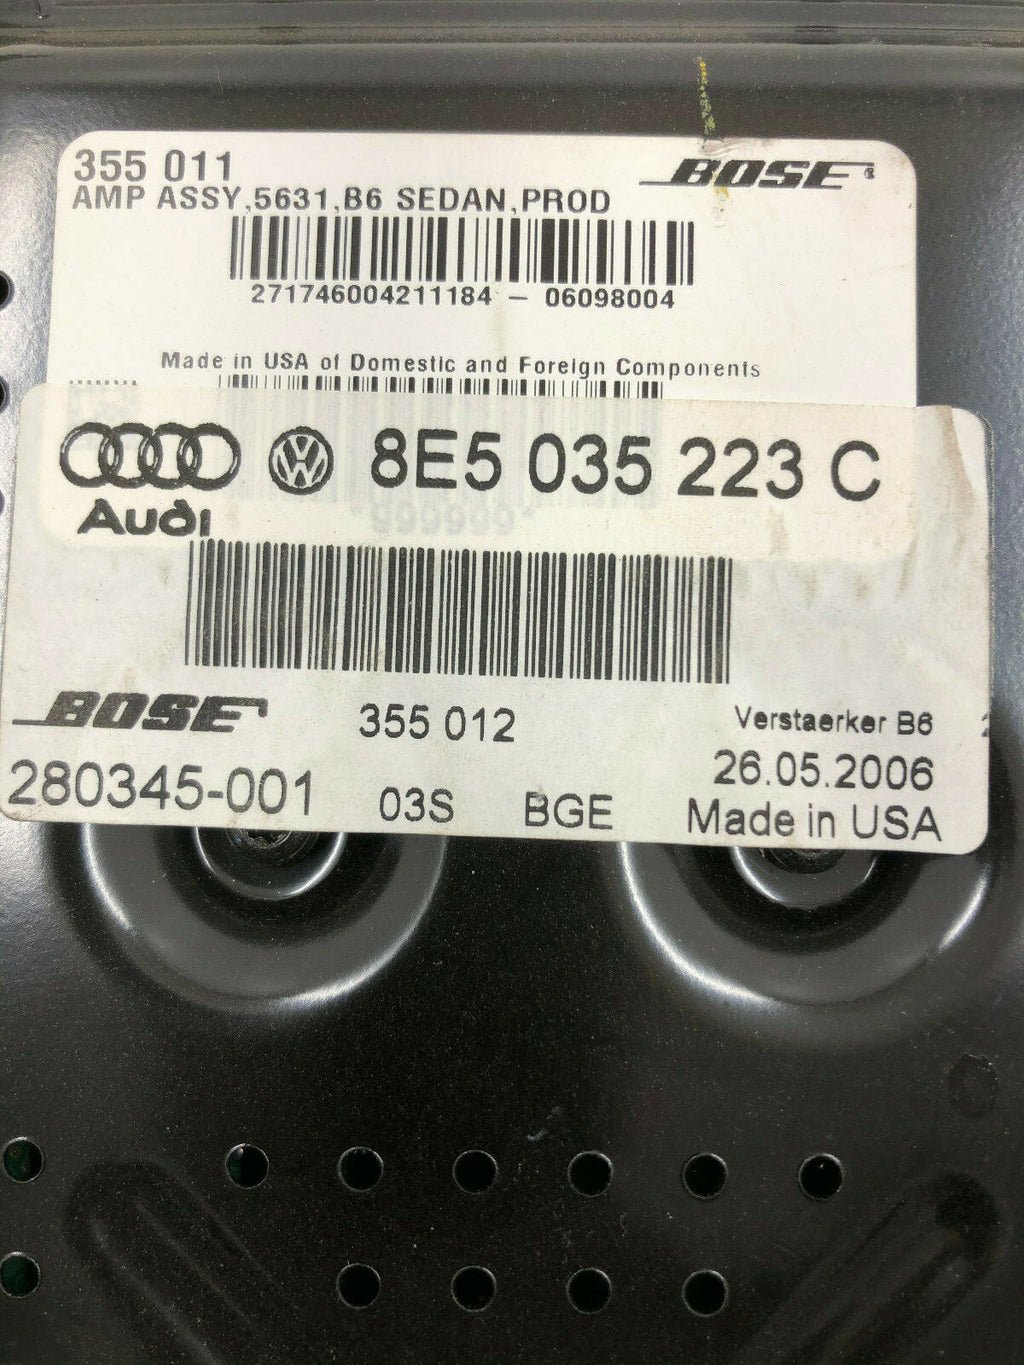 355 011
BOSE®
AMP ASSY,5631,B6 SEDAN,PROD
271746004211184 – 06098004
Made in USA of Domestic and Foreign Components
8E5 035 223 C
Audi
BOSE
355 012
Verstaerker B6
280345-001
03S
BGE
26.05.2006
Made in USA